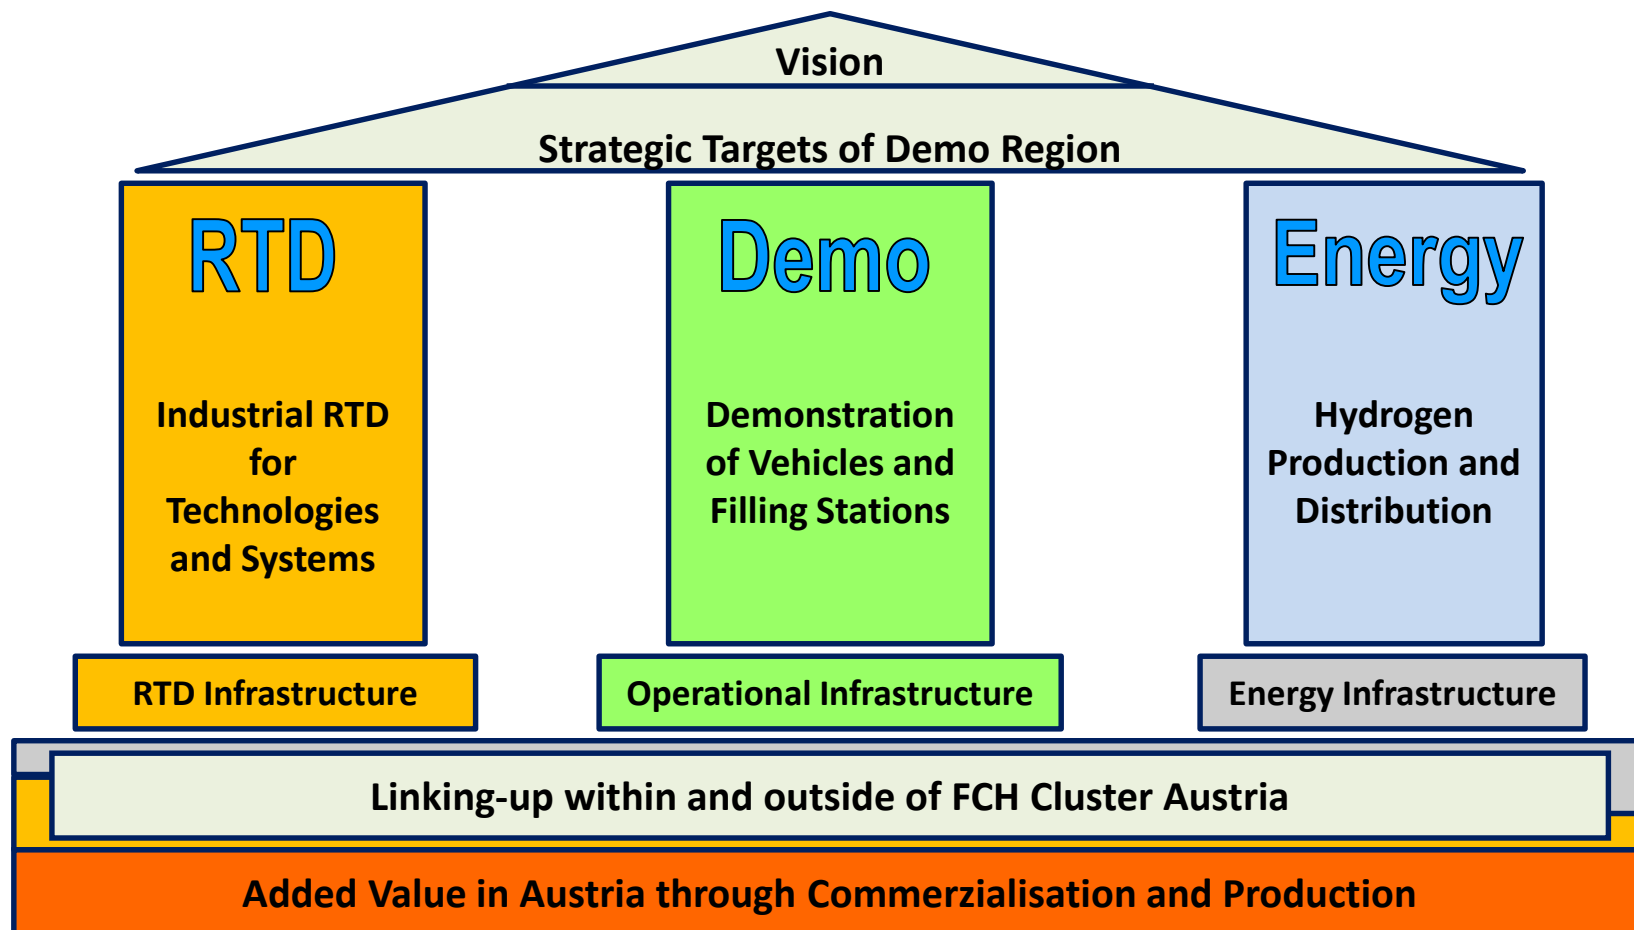 Vision
Strategic Targets of Demo Region
RTD
Industrial RTD
for
Technologies
and Systems
Demo
Demonstration
of Vehicles and
Filling Stations
Energy
Hydrogen
Production and
Distribution
RTD Infrastructure
Operational Infrastructure
Energy Infrastructure
Linking-up within and outside of FCH Cluster Austria
Added Value in Austria through Commerzialisation and Production